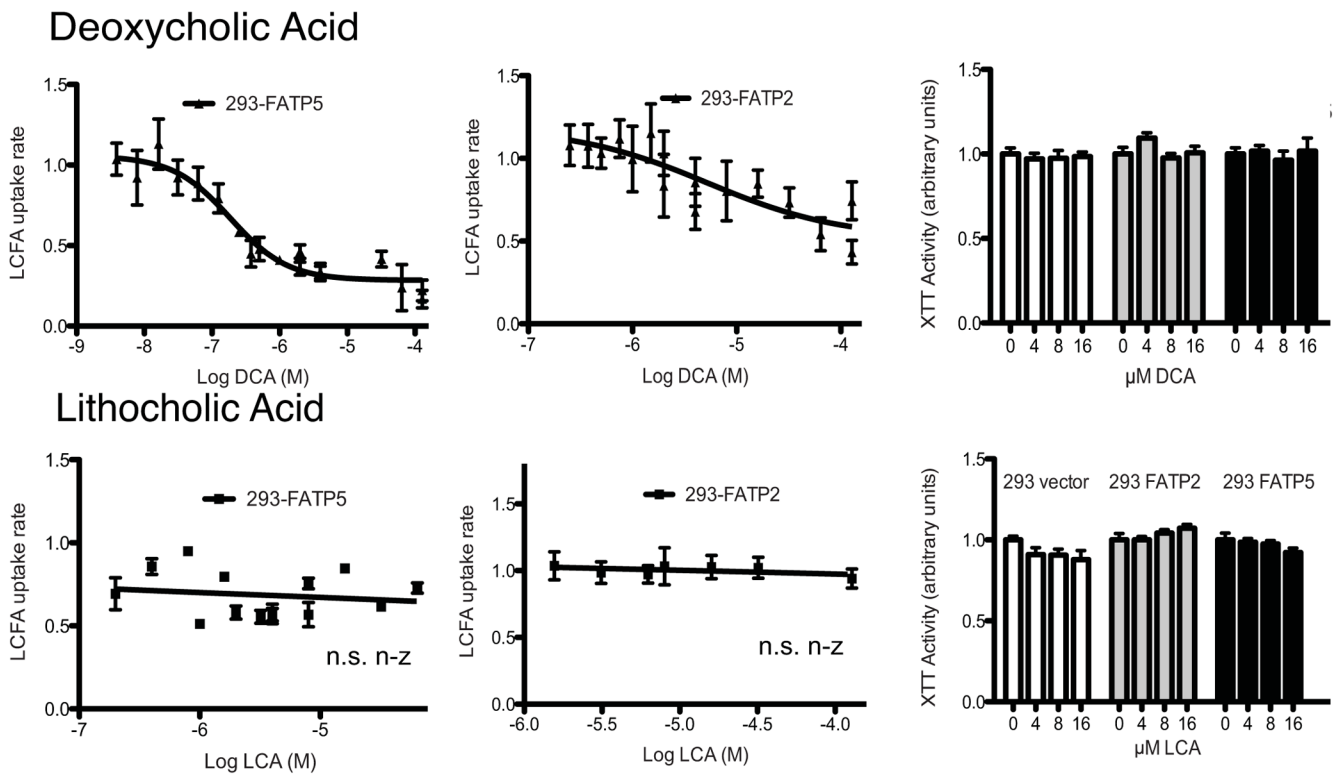 Deoxycholic Acid
1.5
1.0
0.5
0.0
LCFA uptake rate
293-FATP5
-9 -8 -7 -6 -5 -4
Log DCA (M)
1.5
1.0
0.5
0.0
LCFA uptake rate
293-FATP2
-7 -6 -5 -4
Log DCA (M)
1.5
1.0
0.5
0.0
XTT Activity (arbitrary units)
0 4 8 16 0 4 8 16 0 4 8 16
µM DCA
Lithocholic Acid
1.5
1.0
0.5
0.0
LCFA uptake rate
293-FATP5
n.s. n-z
-7 -6 -5
Log LCA (M)
1.5
1.0
0.5
0.0
LCFA uptake rate
293-FATP2
n.s. n-z
-6.0 -5.5 -5.0 -4.5 -4.0
Log LCA (M)
1.5
1.0
0.5
0.0
XTT Activity (arbitrary units)
293 vector 293 FATP2 293 FATP5
0 4 8 16 0 4 8 16 0 4 8 16
µM LCA